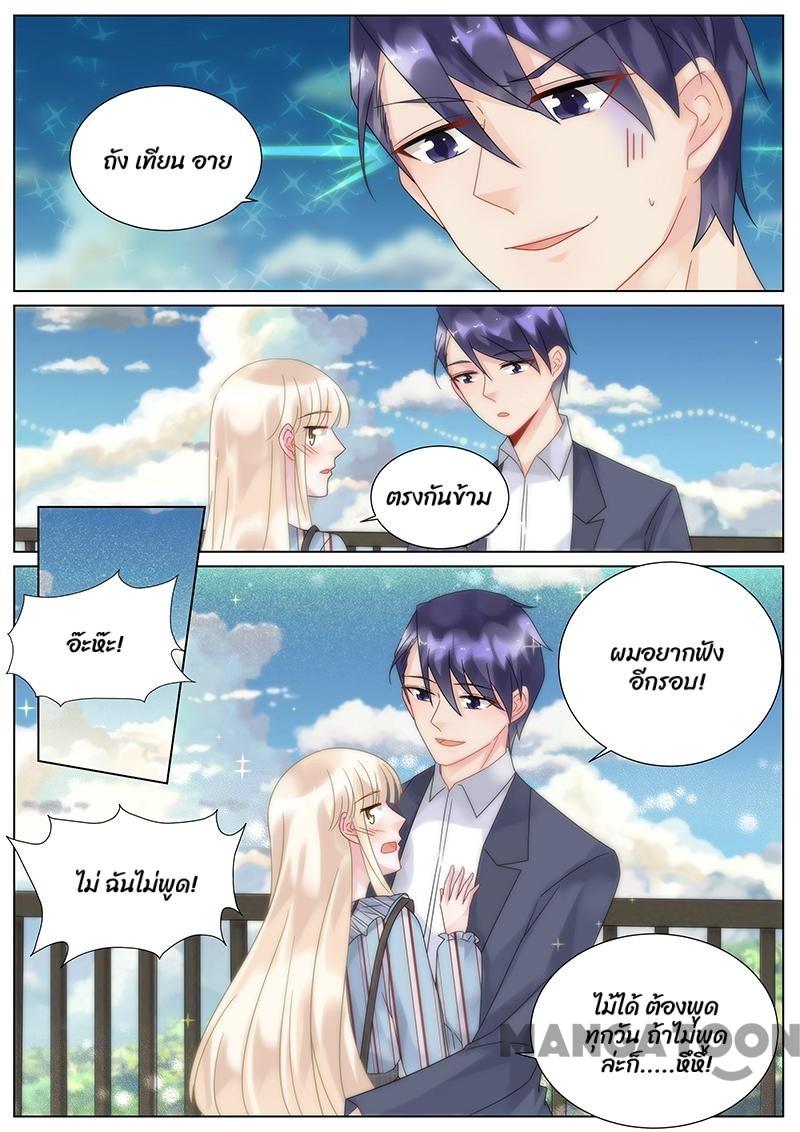 ถัง เทียน อาย
ตรงกันข้าม
อ๊ะห๊ะ!
ผมอยากฟัง
อีกรอบ!
ไม่ ฉันไม่พูด!
ไม้ได้ ต้องพูด
ทุกวัน ถ้าไม่พูด
ละก็.....หึหึ!
MANGATOON